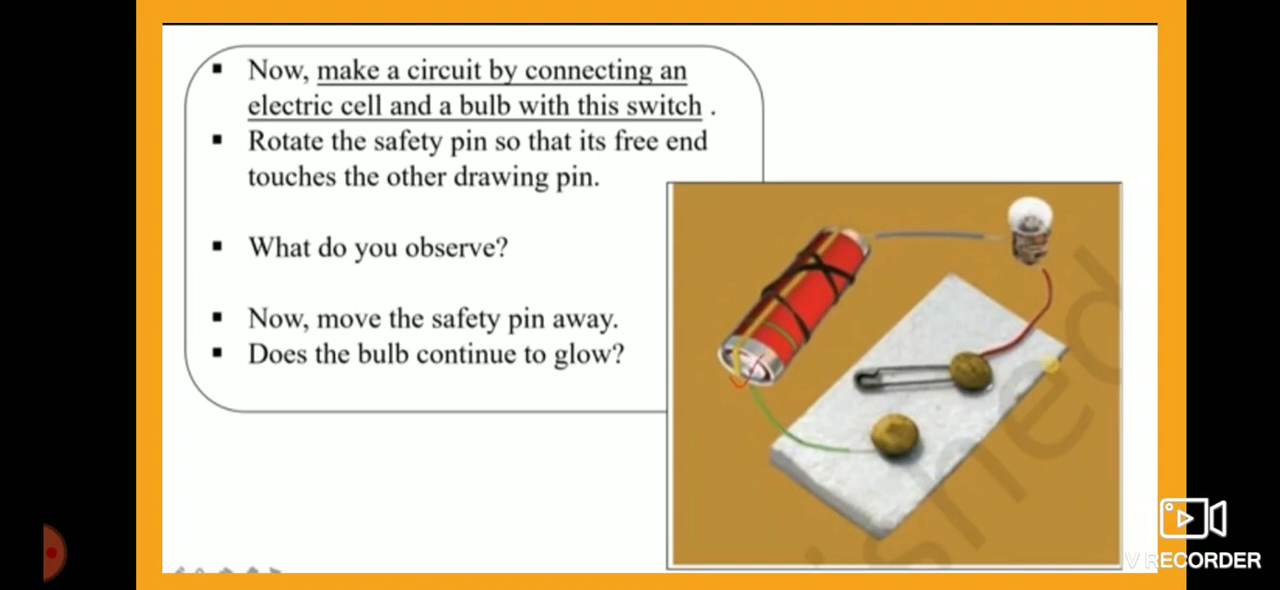 ▪ Now, make a circuit by connecting an
electric cell and a bulb with this switch .
▪ Rotate the safety pin so that its free end
touches the other drawing pin.
▪ What do you observe?
▪ Now, move the safety pin away.
▪ Does the bulb continue to glow?
shed
V RECORDER